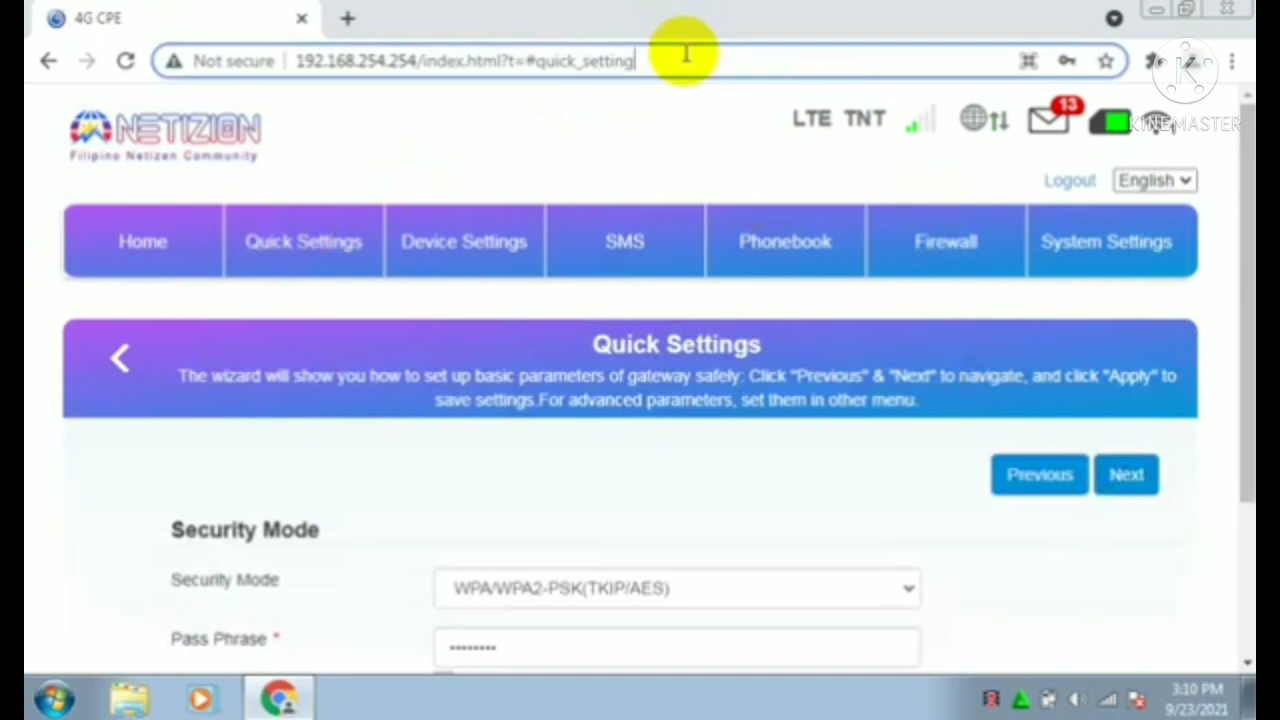 4G CPE
Not secure | 192.168.254.254/index.html?t=#quick_setting
KINEMASTER
NETIZION
Filipino Netizen Community
LTE TNT
13
Logout
English
Home
Quick Settings
Device Settings
SMS
Phonebook
Firewall
System Settings
Quick Settings
The wizard will show you how to set up basic parameters of gateway safely: Click "Previous" & "Next" to navigate, and click "Apply" to
save settings.For advanced parameters, set them in other menu.
Previous
Next
Security Mode
Security Mode
WPA/WPA2-PSK(TKIP/AES)
Pass Phrase *
3:10 PM
9/23/2021